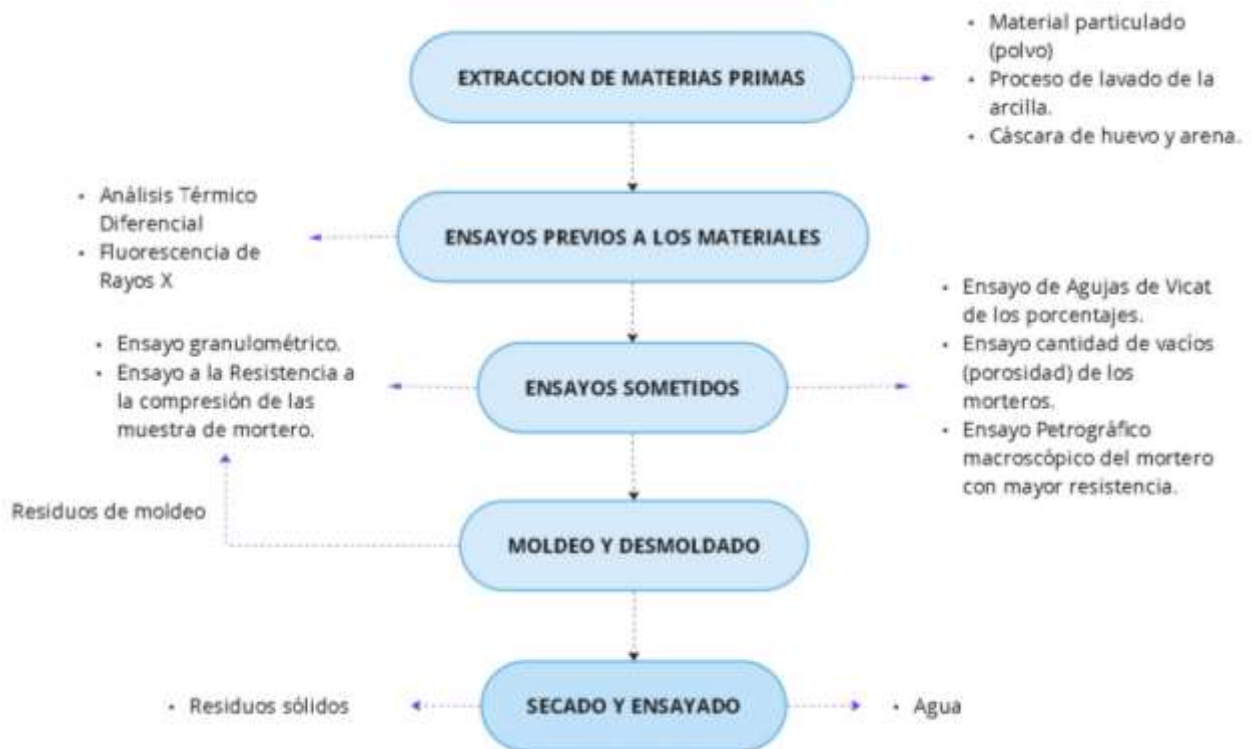 • Material particulado
(polvo)
EXTRACCION DE MATERIAS PRIMAS
• Proceso de lavado de la
arcilla.
• Cáscara de huevo y arena.
• Análisis Térmico
Diferencial
• Fluorescencia de
Rayos X
ENSAYOS PREVIOS A LOS MATERIALES
• Ensayo granulométrico.
• Ensayo a la Resistencia a
la compresión de las
muestra de mortero.
ENSAYOS SOMETIDOS
• Ensayo de Agujas de Vicat
de los porcentajes.
• Ensayo cantidad de vacíos
(porosidad) de los
morteros.
• Ensayo Petrográfico
macroscópico del mortero
con mayor resistencia.
Residuos de moldeo
MOLDEO Y DESMOLDADO
• Residuos sólidos
SECADO Y ENSAYADO
• Agua